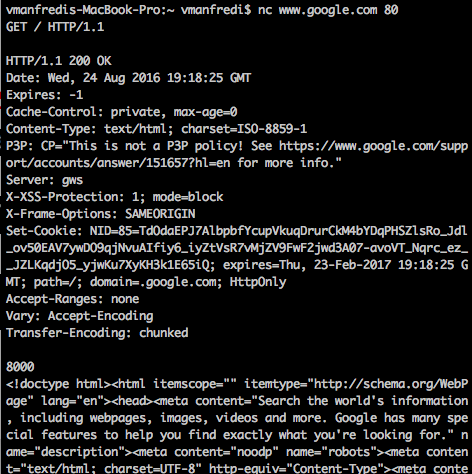 vmanfredis-MacBook-Pro:~ vmanfredi$ nc www.google.com 80
GET / HTTP/1.1
HTTP/1.1 200 OK
Date: Wed, 24 Aug 2016 19:18:25 GMT
Expires: -1
Cache-Control: private, max-age=0
Content-Type: text/html; charset=ISO-8859-1
P3P: CP="This is not a P3P policy! See https://www.google.com/supp
ort/accounts/answer/151657?hl=en for more info."
Server: gws
X-XSS-Protection: 1; mode=block
X-Frame-Options: SAMEORIGIN
Set-Cookie: NID=85=TdOdaEPJ7AlbpbfYcupVkuqDrurCkM4bYDqPHSZlsRo_Jdl
_ov50EAV7ywDO9qjNvuAIfiy6_iyZtVsR7vMjZV9FwF2jwd3A07-avoVT_Nqrc_ez_
_JZLKqdjO5_yjwKu7XyKH3k1E65iQ; expires=Thu, 23-Feb-2017 19:18:25 G
MT; path=/; domain=.google.com; HttpOnly
Accept-Ranges: none
Vary: Accept-Encoding
Transfer-Encoding: chunked
8000
<!doctype html><html itemscope="" itemtype="http://schema.org/WebP
age" lang="en"><head><meta content="Search the world's information
, including webpages, images, videos and more. Google has many spe
cial features to help you find exactly what you're looking for." n
ame="description"><meta content="noodp" name="robots"><meta conten
t="text/html; charset=UTF-8" http-equiv="Content-Type"><meta conte